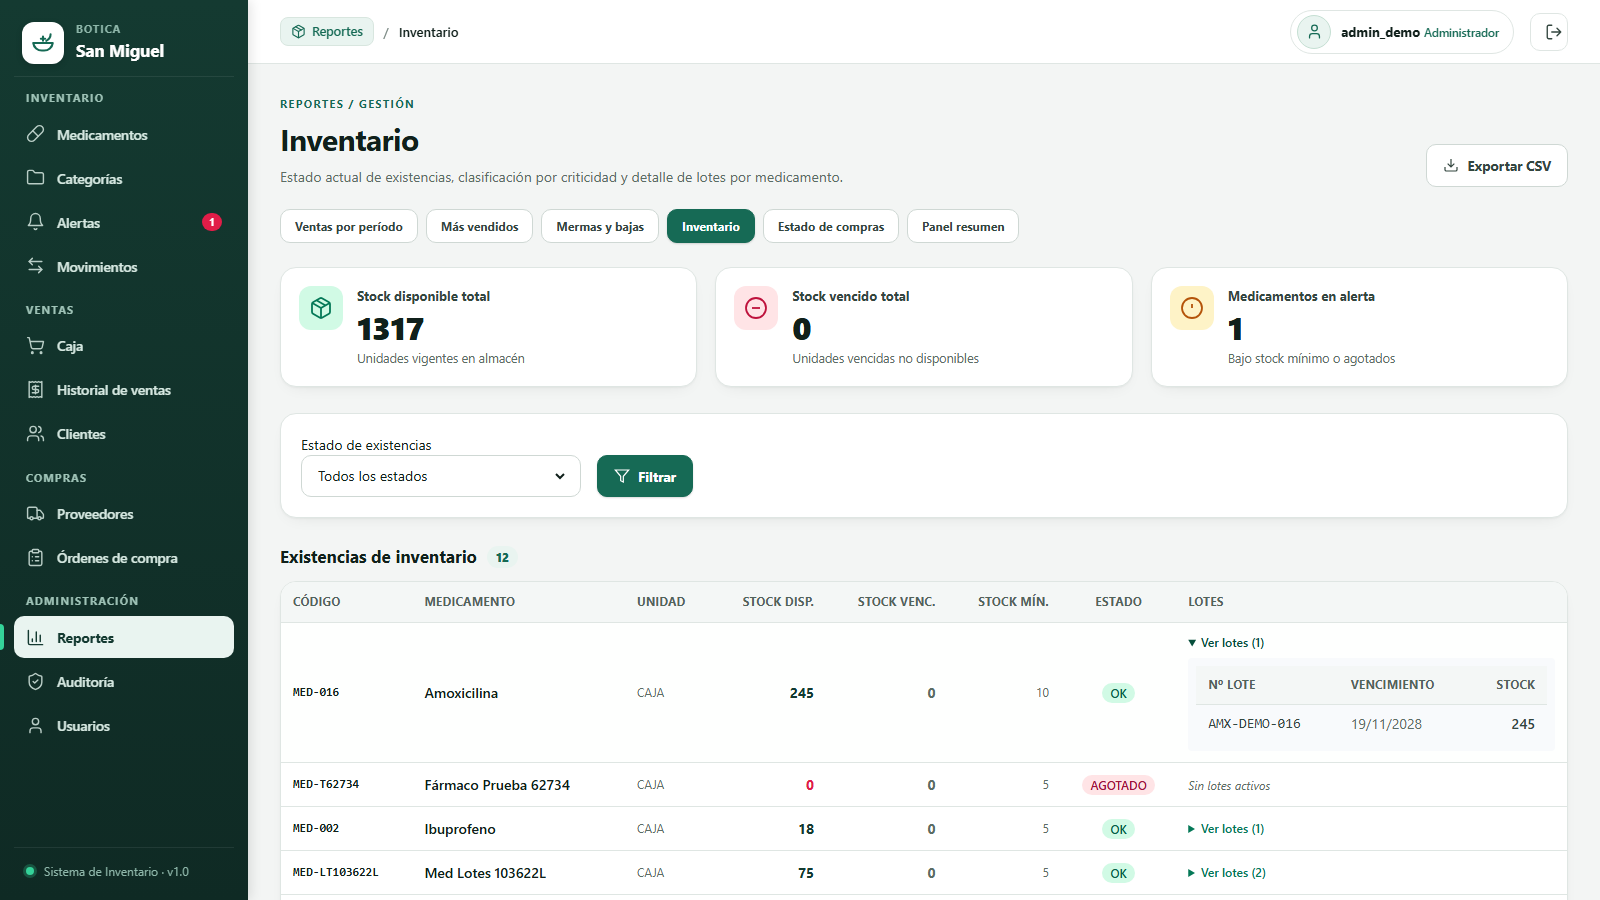 BOTICA
San Miguel
INVENTARIO
Medicamentos
Categorías
Alertas 1
Movimientos
VENTAS
Caja
Historial de ventas
Clientes
COMPRAS
Proveedores
Órdenes de compra
ADMINISTRACIÓN
Reportes
Auditoría
Usuarios
Sistema de Inventario · v1.0
Reportes / Inventario
admin_demo Administrador
REPORTES / GESTIÓN
Inventario
Estado actual de existencias, clasificación por criticidad y detalle de lotes por medicamento.
Exportar CSV
Ventas por período Más vendidos Mermas y bajas Inventario Estado de compras Panel resumen
Stock disponible total
1317
Unidades vigentes en almacén
Stock vencido total
0
Unidades vencidas no disponibles
Medicamentos en alerta
1
Bajo stock mínimo o agotados
Estado de existencias
Todos los estados
Filtrar
Existencias de inventario 12
CÓDIGO MEDICAMENTO UNIDAD STOCK DISP. STOCK VENC. STOCK MÍN. ESTADO LOTES
MED-016 Amoxicilina CAJA 245 0 10 OK ▼ Ver lotes (1)
Nº LOTE VENCIMIENTO STOCK
AMX-DEMO-016 19/11/2028 245
MED-T62734 Fármaco Prueba 62734 CAJA 0 0 5 AGOTADO Sin lotes activos
MED-002 Ibuprofeno CAJA 18 0 5 OK ▶ Ver lotes (1)
MED-LT103622L Med Lotes 103622L CAJA 75 0 5 OK ▶ Ver lotes (2)